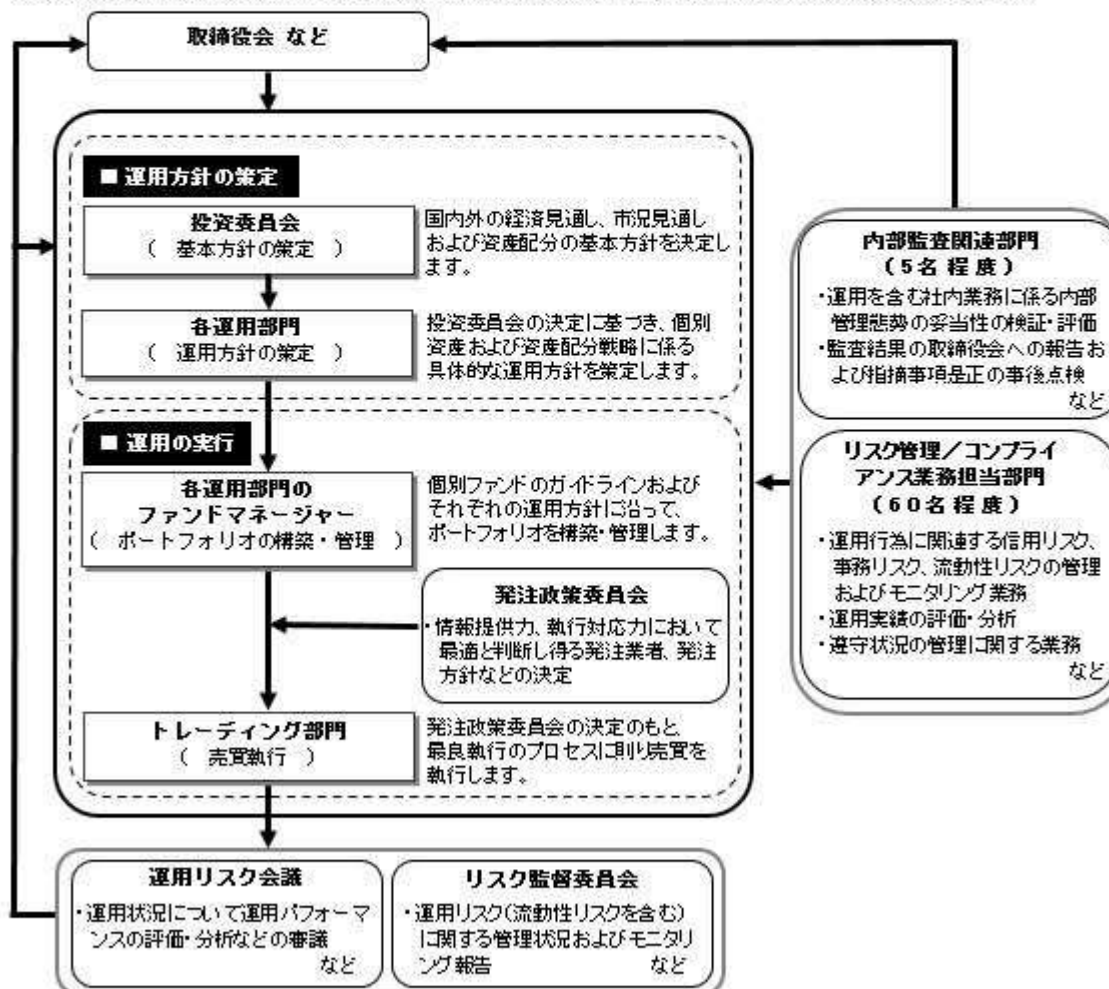 取締役会 など
■ 運用方針の策定
投資委員会
( 基本方針の策定 )
国内外の経済見通し、市況見通し
および資産配分の基本方針を決定し
ます。
各運用部門
( 運用方針の策定 )
投資委員会の決定に基づき、個別
資産および資産配分戦略に係る
具体的な運用方針を策定します。
■ 運用の実行
各運用部門の
ファンドマネージャー
( ポートフォリオの構築・管理 )
個別ファンドのガイドラインおよび
それぞれの運用方針に沿って、
ポートフォリオを構築・管理します。
発注政策委員会
・情報提供力、執行対応力において
最適と判断し得る発注業者、発注
方針などの決定
トレーディング部門
( 売買執行 )
発注政策委員会の決定のもと、
最良執行のプロセスに則り売買を
執行します。
内部監査関連部門
(5名程度)
・運用を含む社内業務に係る内部
管理態勢の妥当性の検証・評価
・監査結果の取締役会への報告お
よび指摘事項是正の事後点検
など
リスク管理/コンプライ
アンス業務担当部門
(60名程度)
・運用行為に関連する信用リスク、
事務リスク、流動性リスクの管理
およびモニタリング業務
・運用実績の評価・分析
・遵守状況の管理に関する業務
など
運用リスク会議
・運用状況について運用パフォーマ
ンスの評価・分析などの審議
など
リスク監督委員会
・運用リスク(流動性リスクを含む)
に関する管理状況およびモニタリ
ング報告 など